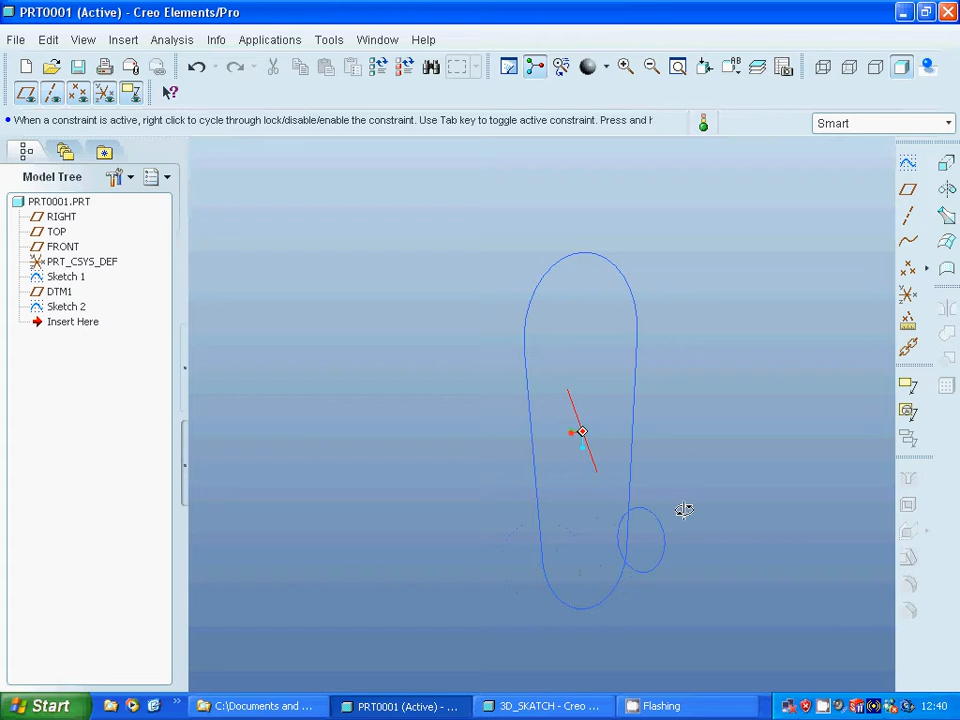 PRT0001 (Active) - Creo Elements/Pro
File Edit View Insert Analysis Info Applications Tools Window Help
When a constraint is active, right click to cycle through lock/disable/enable the constraint. Use Tab key to toggle active constraint. Press and h
Smart
Model Tree
PRT0001.PRT
RIGHT
TOP
FRONT
PRT_CSYS_DEF
Sketch 1
DTM1
Sketch 2
Insert Here
Start C:\Documents and ... PRT0001 (Active) - ... 3D_SKATCH - Creo ... Flashing 12:40